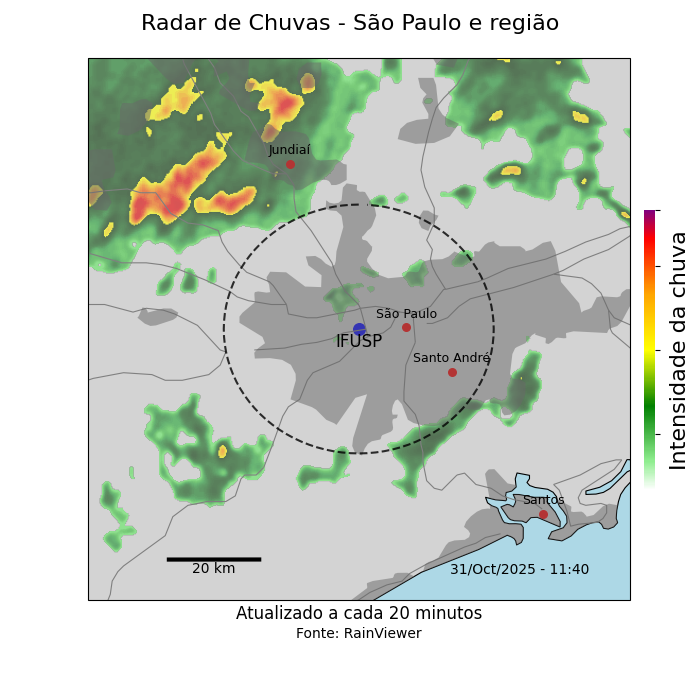 Radar de Chuvas - São Paulo e região
Jundiaí
São Paulo
IFUSP
Santo André
Santos
20 km
31/Oct/2025 - 11:40
Intensidade da chuva
Atualizado a cada 20 minutos
Fonte: RainViewer